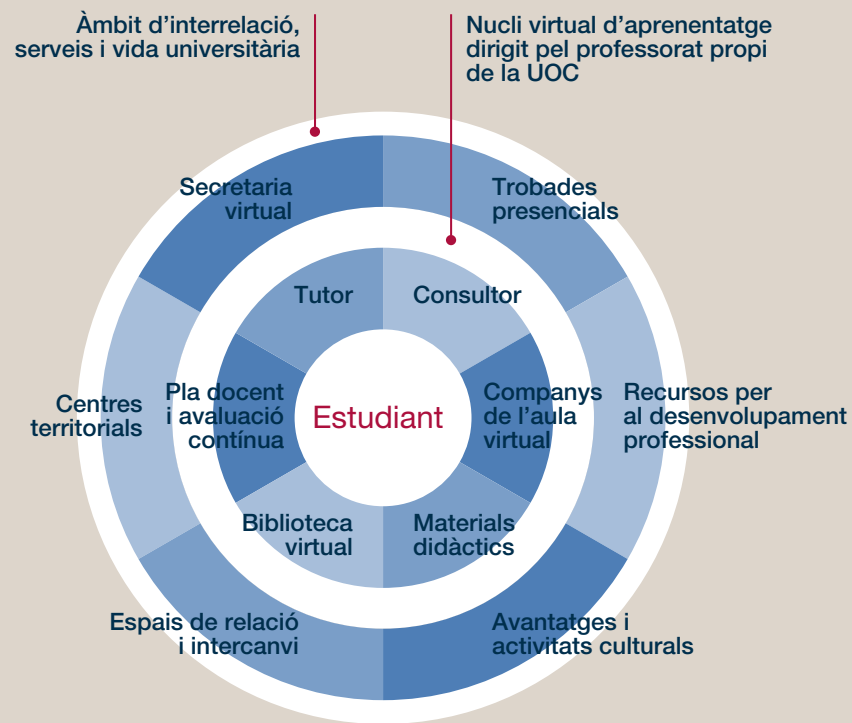 Àmbit d’interrelació,
serveis i vida universitària
Nucli virtual d’aprenentatge
dirigit pel professorat propi
de la UOC
Secretaria
virtual
Trobades
presencials
Tutor
Consultor
Centres
territorials
Pla docent
i avaluació
contínua
Estudiant
Companys
de l’aula
virtual
Recursos per
al desenvolupament
professional
Biblioteca
virtual
Materials
didàctics
Espais de relació
i intercanvi
Avantatges i
activitats culturals